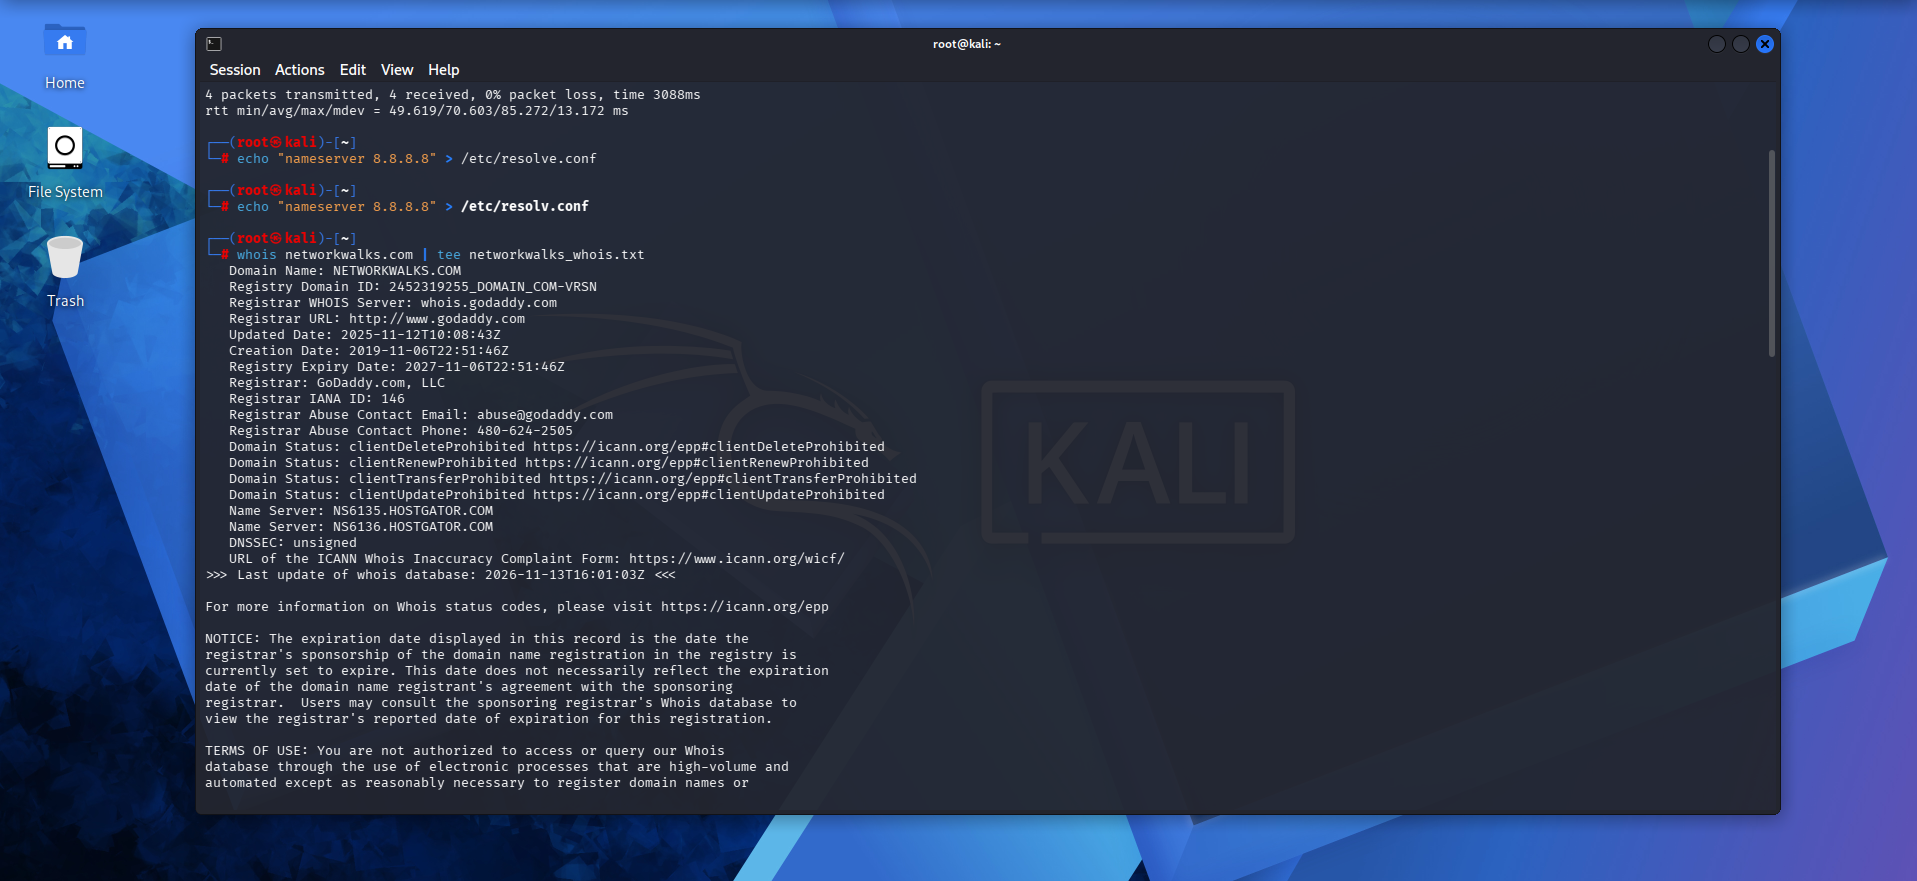 Home
File System
Trash
root@kali: ~
Session Actions Edit View Help
4 packets transmitted, 4 received, 0% packet loss, time 3088ms
rtt min/avg/max/mdev = 49.619/70.603/85.272/13.172 ms
┌──(root㉿kali)-[~]
└─# echo "nameserver 8.8.8.8" > /etc/resolve.conf
┌──(root㉿kali)-[~]
└─# echo "nameserver 8.8.8.8" > /etc/resolv.conf
┌──(root㉿kali)-[~]
└─# whois networkwalks.com | tee networkwalks_whois.txt
Domain Name: NETWORKWALKS.COM
Registry Domain ID: 2452319255_DOMAIN_COM-VRSN
Registrar WHOIS Server: whois.godaddy.com
Registrar URL: http://www.godaddy.com
Updated Date: 2025-11-12T10:08:43Z
Creation Date: 2019-11-06T22:51:46Z
Registry Expiry Date: 2027-11-06T22:51:46Z
Registrar: GoDaddy.com, LLC
Registrar IANA ID: 146
Registrar Abuse Contact Email: abuse@godaddy.com
Registrar Abuse Contact Phone: 480-624-2505
Domain Status: clientDeleteProhibited https://icann.org/epp#clientDeleteProhibited
Domain Status: clientRenewProhibited https://icann.org/epp#clientRenewProhibited
Domain Status: clientTransferProhibited https://icann.org/epp#clientTransferProhibited
Domain Status: clientUpdateProhibited https://icann.org/epp#clientUpdateProhibited
Name Server: NS6135.HOSTGATOR.COM
Name Server: NS6136.HOSTGATOR.COM
DNSSEC: unsigned
URL of the ICANN Whois Inaccuracy Complaint Form: https://www.icann.org/wicf/
>>> Last update of whois database: 2026-11-13T16:01:03Z <<<
For more information on Whois status codes, please visit https://icann.org/epp
NOTICE: The expiration date displayed in this record is the date the
registrar's sponsorship of the domain name registration in the registry is
currently set to expire. This date does not necessarily reflect the expiration
date of the domain name registrant's agreement with the sponsoring
registrar.  Users may consult the sponsoring registrar's Whois database to
view the registrar's reported date of expiration for this registration.
TERMS OF USE: You are not authorized to access or query our Whois
database through the use of electronic processes that are high-volume and
automated except as reasonably necessary to register domain names or
KALI